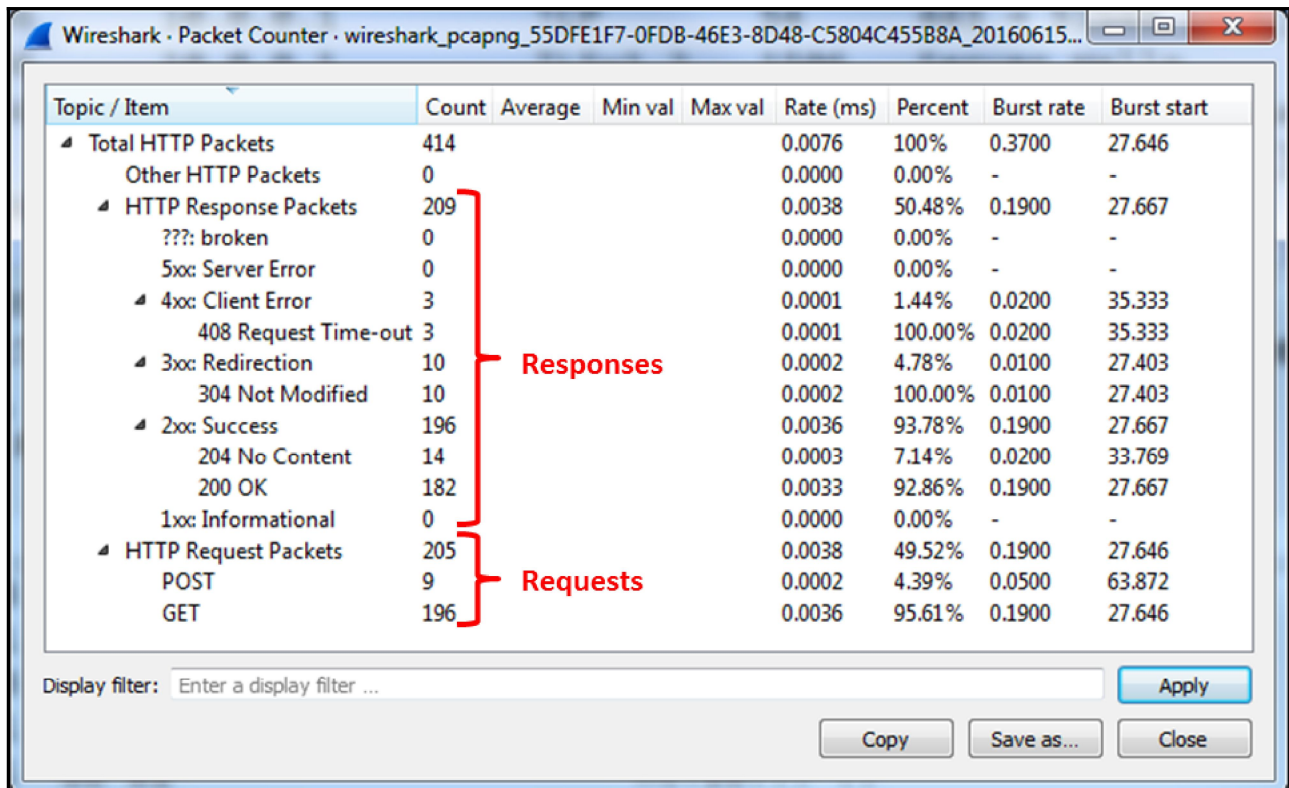 Wireshark · Packet Counter · wireshark_pcapng_55DFE1F7-0FDB-46E3-8D48-C5804C455B8A_20160615...
Topic / Item Count Average Min val Max val Rate (ms) Percent Burst rate Burst start
Total HTTP Packets 414 0.0076 100% 0.3700 27.646
Other HTTP Packets 0 0.0000 0.00% - -
HTTP Response Packets 209 0.0038 50.48% 0.1900 27.667
???: broken 0 0.0000 0.00% - -
5xx: Server Error 0 0.0000 0.00% - -
4xx: Client Error 3 0.0001 1.44% 0.0200 35.333
408 Request Time-out 3 0.0001 100.00% 0.0200 35.333
3xx: Redirection 10 0.0002 4.78% 0.0100 27.403
Responses
304 Not Modified 10 0.0002 100.00% 0.0100 27.403
2xx: Success 196 0.0036 93.78% 0.1900 27.667
204 No Content 14 0.0003 7.14% 0.0200 33.769
200 OK 182 0.0033 92.86% 0.1900 27.667
1xx: Informational 0 0.0000 0.00% - -
HTTP Request Packets 205 0.0038 49.52% 0.1900 27.646
POST 9 0.0002 4.39% 0.0500 63.872
Requests
GET 196 0.0036 95.61% 0.1900 27.646
Display filter: Enter a display filter ... Apply
Copy Save as... Close